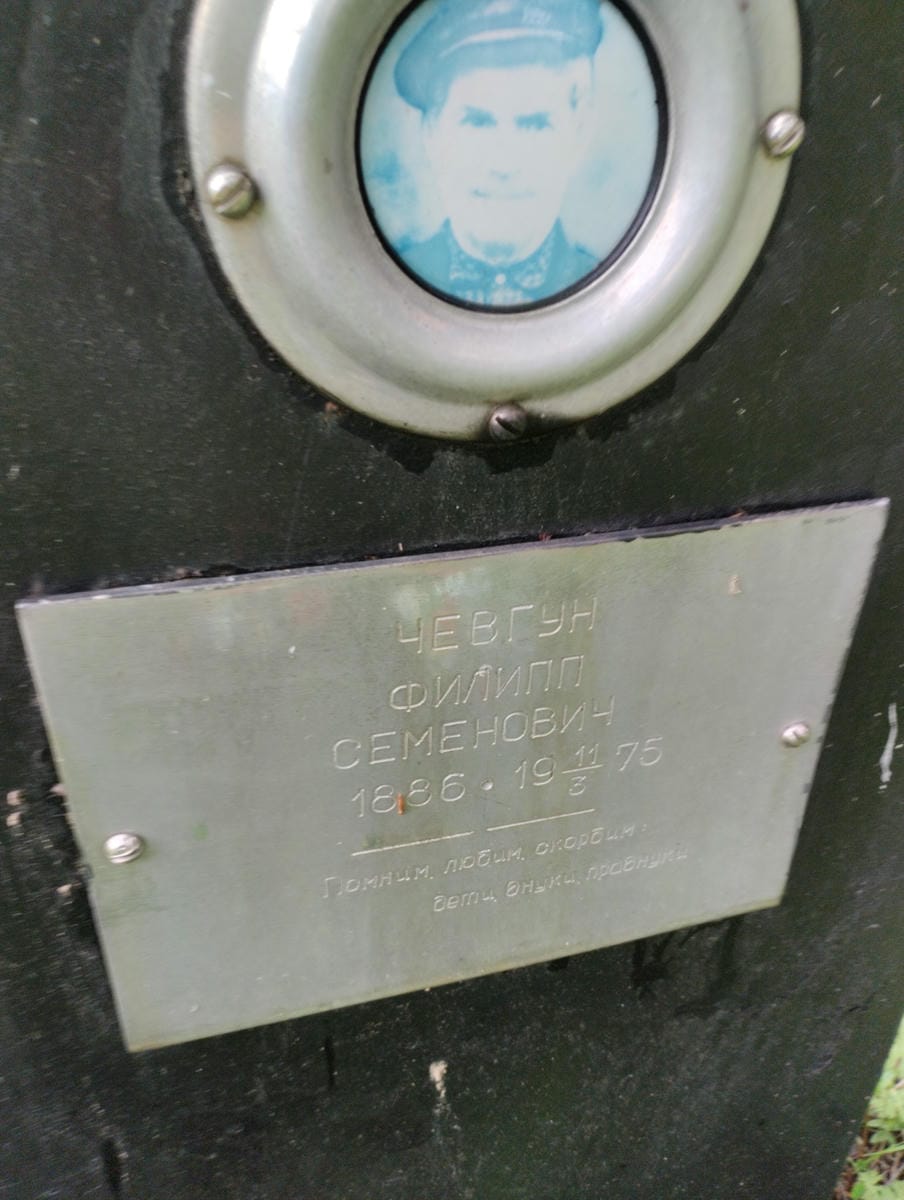 ЧЕВГУН
ФИЛИПП
СЕМЕНОВИЧ
1886 • 19 11/3 75
Помним, любим, скорбим:
дети, внуки, правнуки